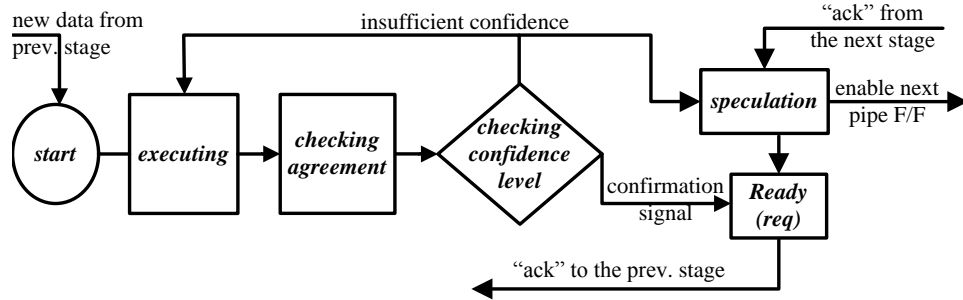 new data from
prev. stage
insufficient confidence
“ack” from
the next stage
start
executing
checking
agreement
checking
confidence
level
speculation
enable next
pipe F/F
confirmation
signal
Ready
(req)
“ack” to the prev. stage